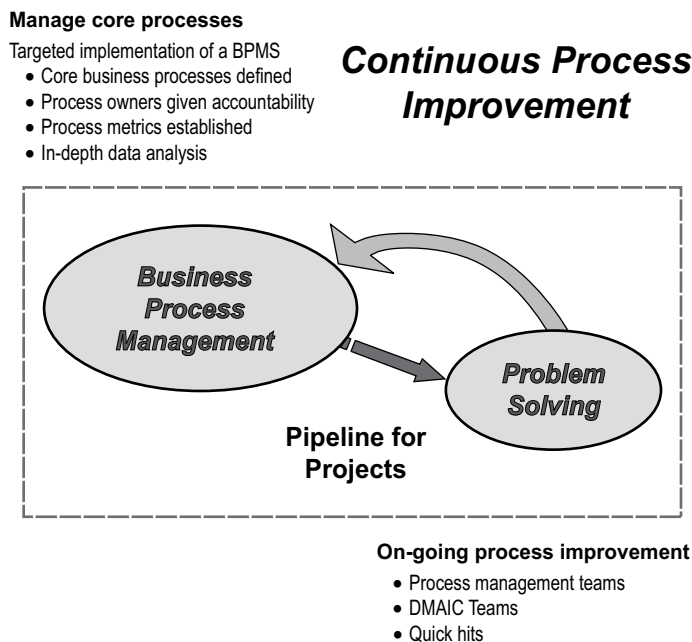 Manage core processes
Targeted implementation of a BPMS
• Core business processes defined
• Process owners given accountability
• Process metrics established
• In-depth data analysis
Continuous Process
Improvement
Business
Process
Management
Problem
Solving
Pipeline for
Projects
On-going process improvement
• Process management teams
• DMAIC Teams
• Quick hits